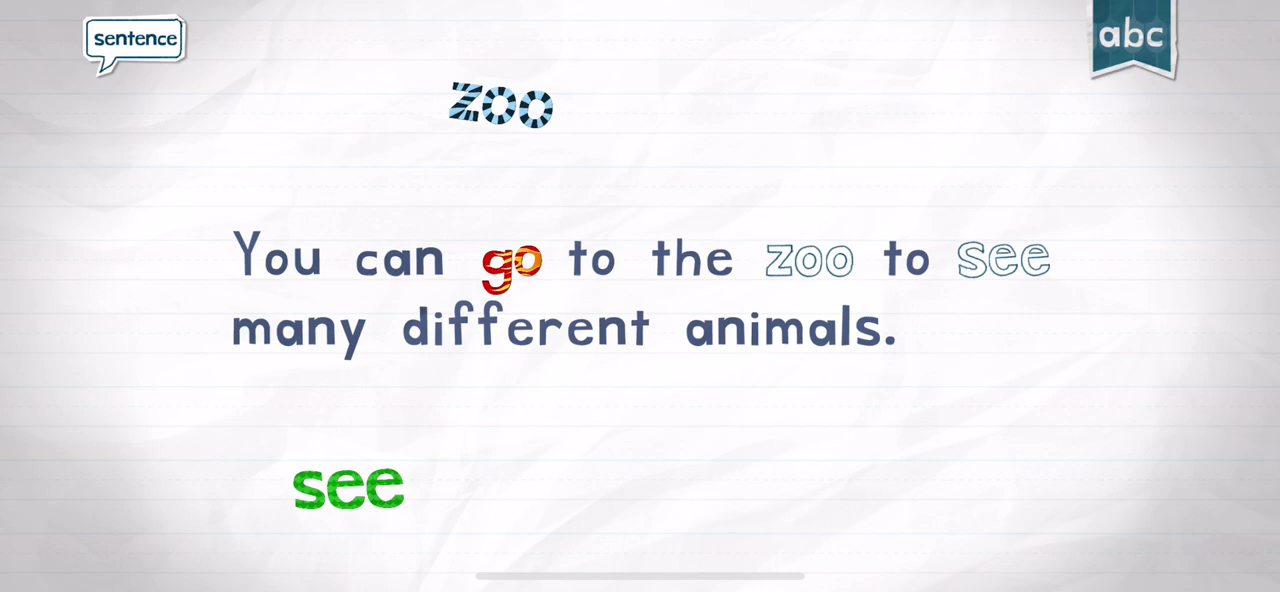 sentence
abc
zoo
You can go to the zoo to see
many different animals.
see